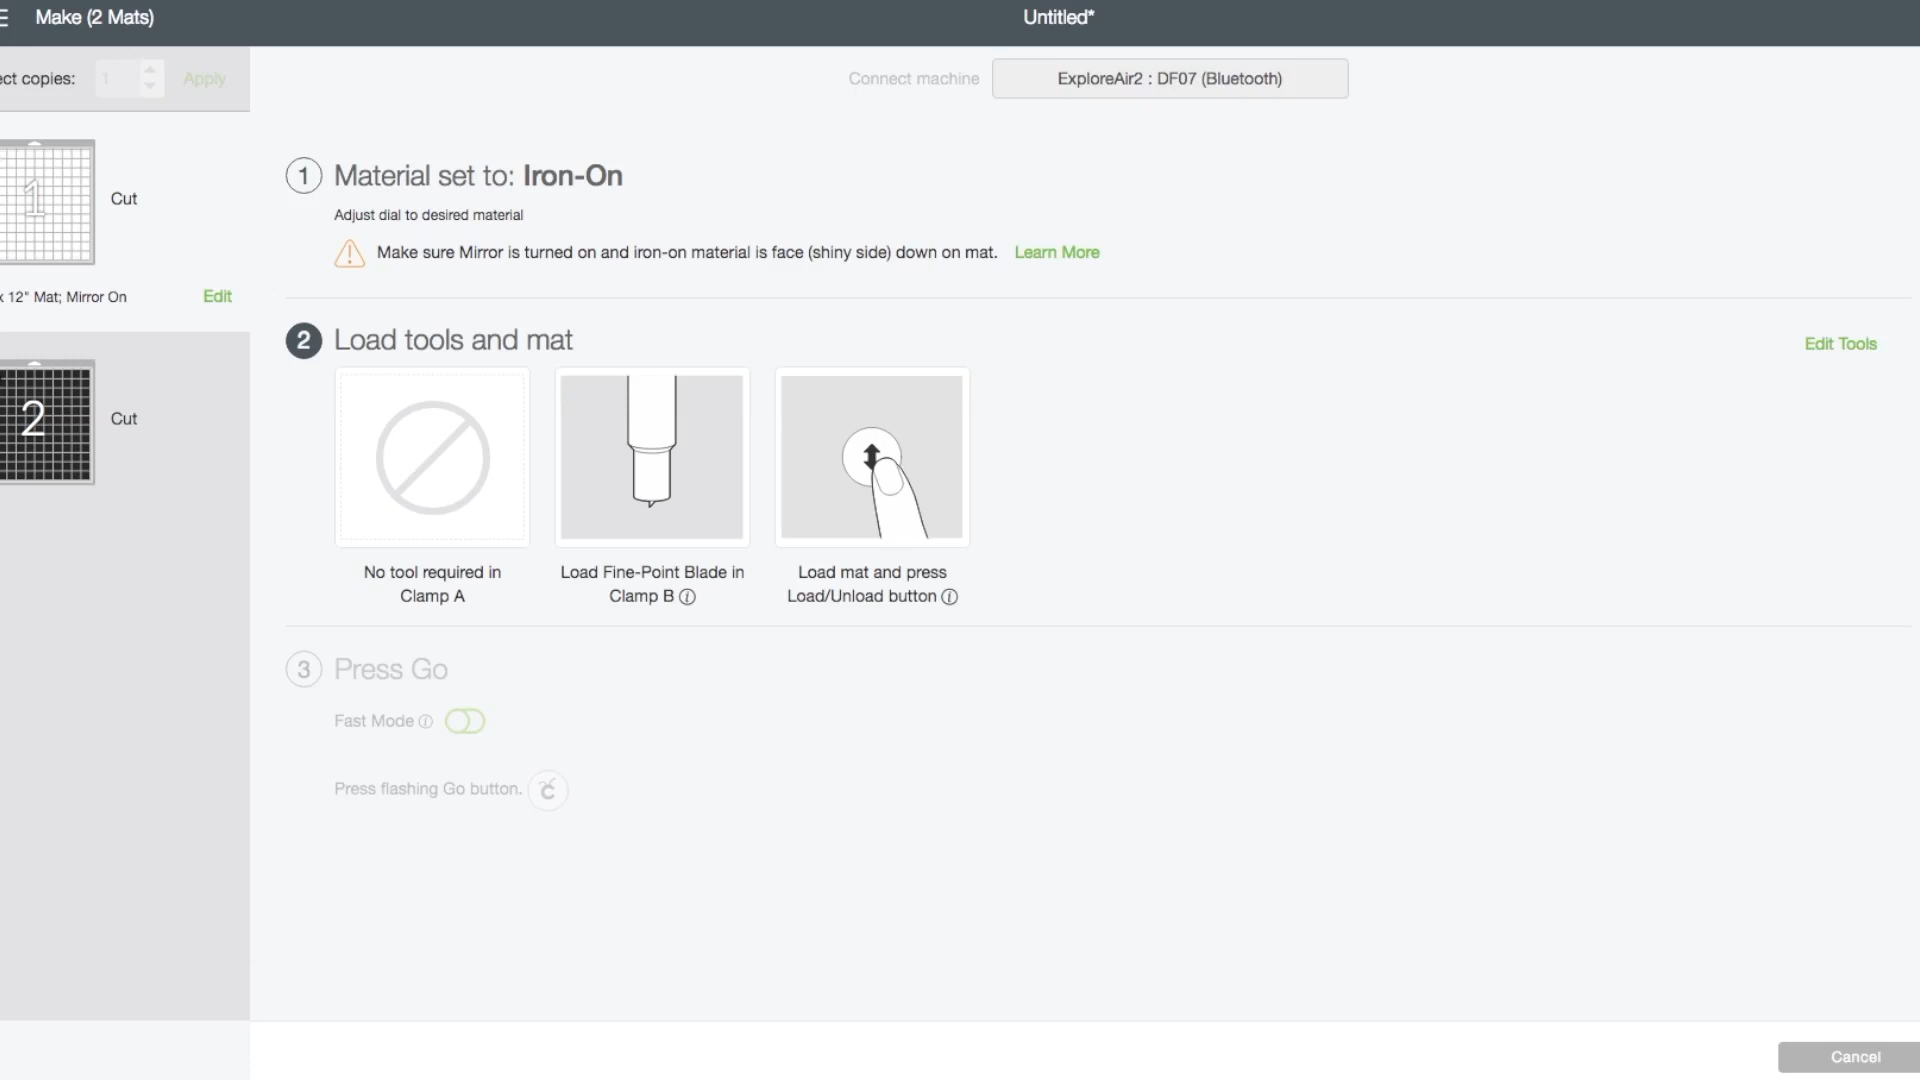 Make (2 Mats)
Untitled*
ect copies:
1
Apply
Connect machine
ExploreAir2 : DF07 (Bluetooth)
1
Cut
x 12" Mat; Mirror On
Edit
2
Cut
1
Material set to: Iron-On
Adjust dial to desired material
Make sure Mirror is turned on and iron-on material is face (shiny side) down on mat. Learn More
2
Load tools and mat
Edit Tools
No tool required in
Clamp A
Load Fine-Point Blade in
Clamp B
Load mat and press
Load/Unload button
3
Press Go
Fast Mode
Press flashing Go button.
Cancel